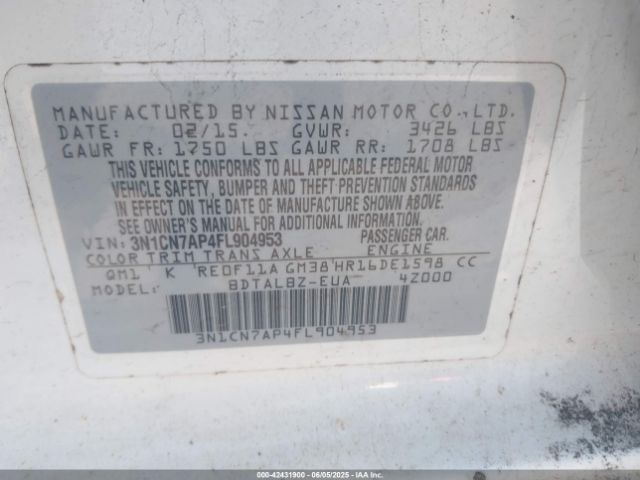 MANUFACTURED BY NISSAN MOTOR CO., LTD.
DATE: 02/15. GVWR: 3426 LBS
GAWR FR: 1750 LBS GAWR RR: 1708 LBS
THIS VEHICLE CONFORMS TO ALL APPLICABLE FEDERAL MOTOR
VEHICLE SAFETY, BUMPER AND THEFT PREVENTION STANDARDS
IN EFFECT ON THE DATE OF MANUFACTURE SHOWN ABOVE.
SEE OWNER'S MANUAL FOR ADDITIONAL INFORMATION.
VIN: 3N1CN7AP4FL904953 PASSENGER CAR.
COLOR TRIM TRANS AXLE ENGINE
QM1 K RE0F11A GM38 HR16DE1598 CC
MODEL: BDTALBZ-EUA 4Z000
3N1CN7AP4FL904953
000-42431900 - 06/05/2025 - IAAI.COM